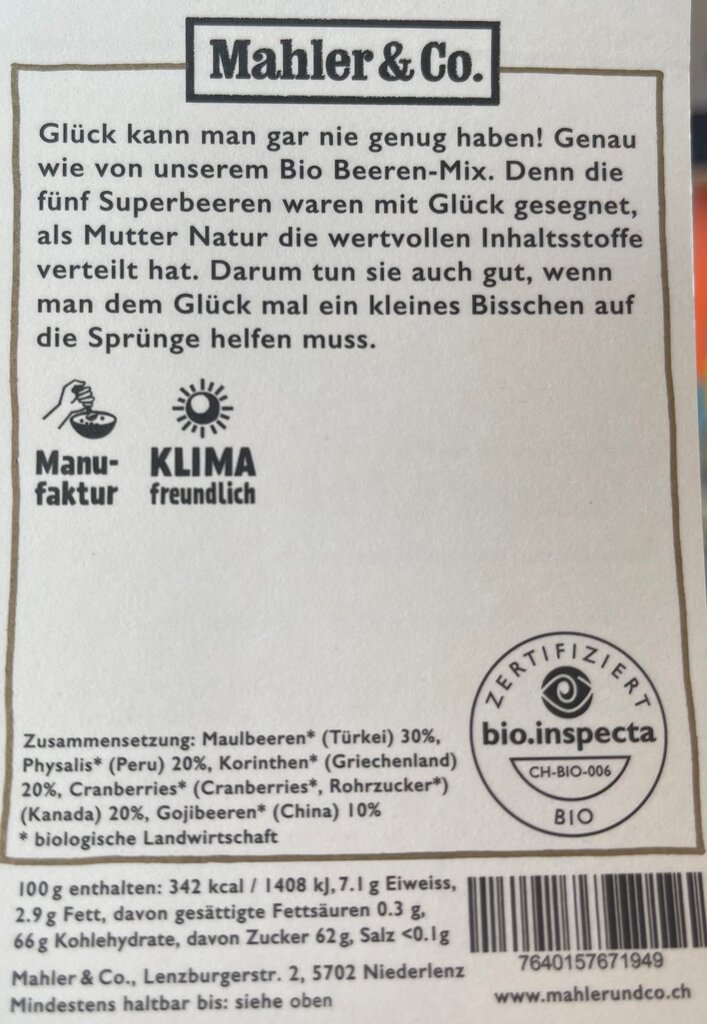 Mahler & Co.
Glück kann man gar nie genug haben! Genau
wie von unserem Bio Beeren-Mix. Denn die
fünf Superbeeren waren mit Glück gesegnet,
als Mutter Natur die wertvollen Inhaltsstoffe
verteilt hat. Darum tun sie auch gut, wenn
man dem Glück mal ein kleines Bisschen auf
die Sprünge helfen muss.
Manu-
faktur
KLIMA
freundlich
Zusammensetzung: Maulbeeren* (Türkei) 30%,
Physalis* (Peru) 20%, Korinthen* (Griechenland)
20%, Cranberries* (Cranberries*, Rohrzucker*)
(Kanada) 20%, Gojibeeren* (China) 10%
* biologische Landwirtschaft
ZERTIFIZIERT
bio.inspecta
CH-BIO-006
BIO
100 g enthalten: 342 kcal / 1408 kJ, 7.1 g Eiweiss,
2.9 g Fett, davon gesättigte Fettsäuren 0.3 g,
66 g Kohlehydrate, davon Zucker 62 g, Salz <0.1g
Mahler & Co., Lenzburgerstr. 2, 5702 Niederlenz
Mindestens haltbar bis: siehe oben
7640157671949
www.mahlerundco.ch